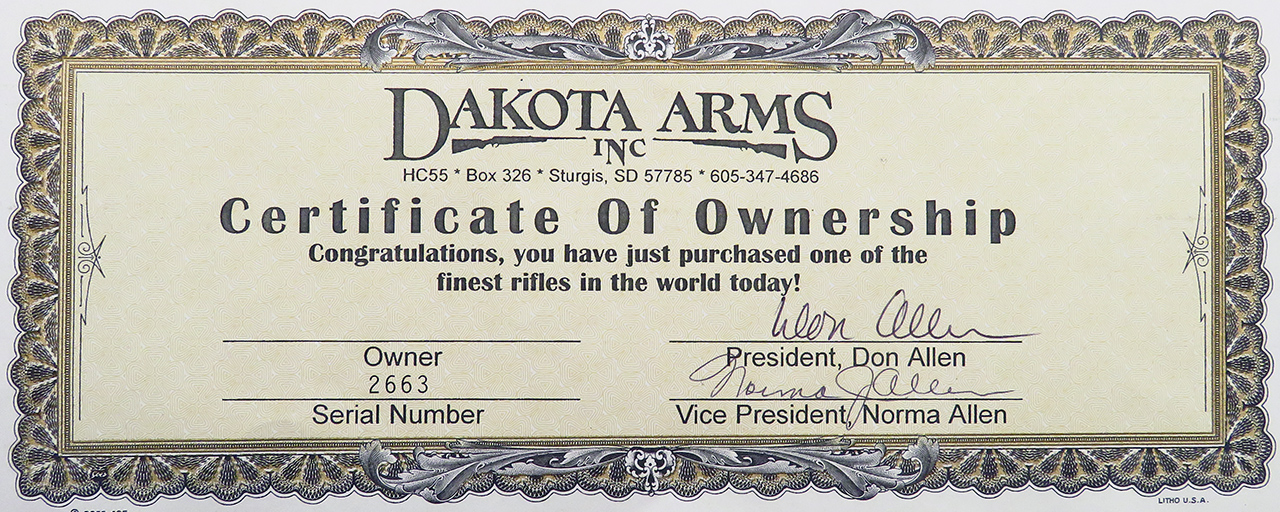 DAKOTA ARMS
INC
HC55 * Box 326 * Sturgis, SD 57785 * 605-347-4686
Certificate Of Ownership
Congratulations, you have just purchased one of the
finest rifles in the world today!
Don Allen
Owner
President, Don Allen
2663
Norma J Allen
Serial Number
Vice President, Norma Allen
LITHO U.S.A.